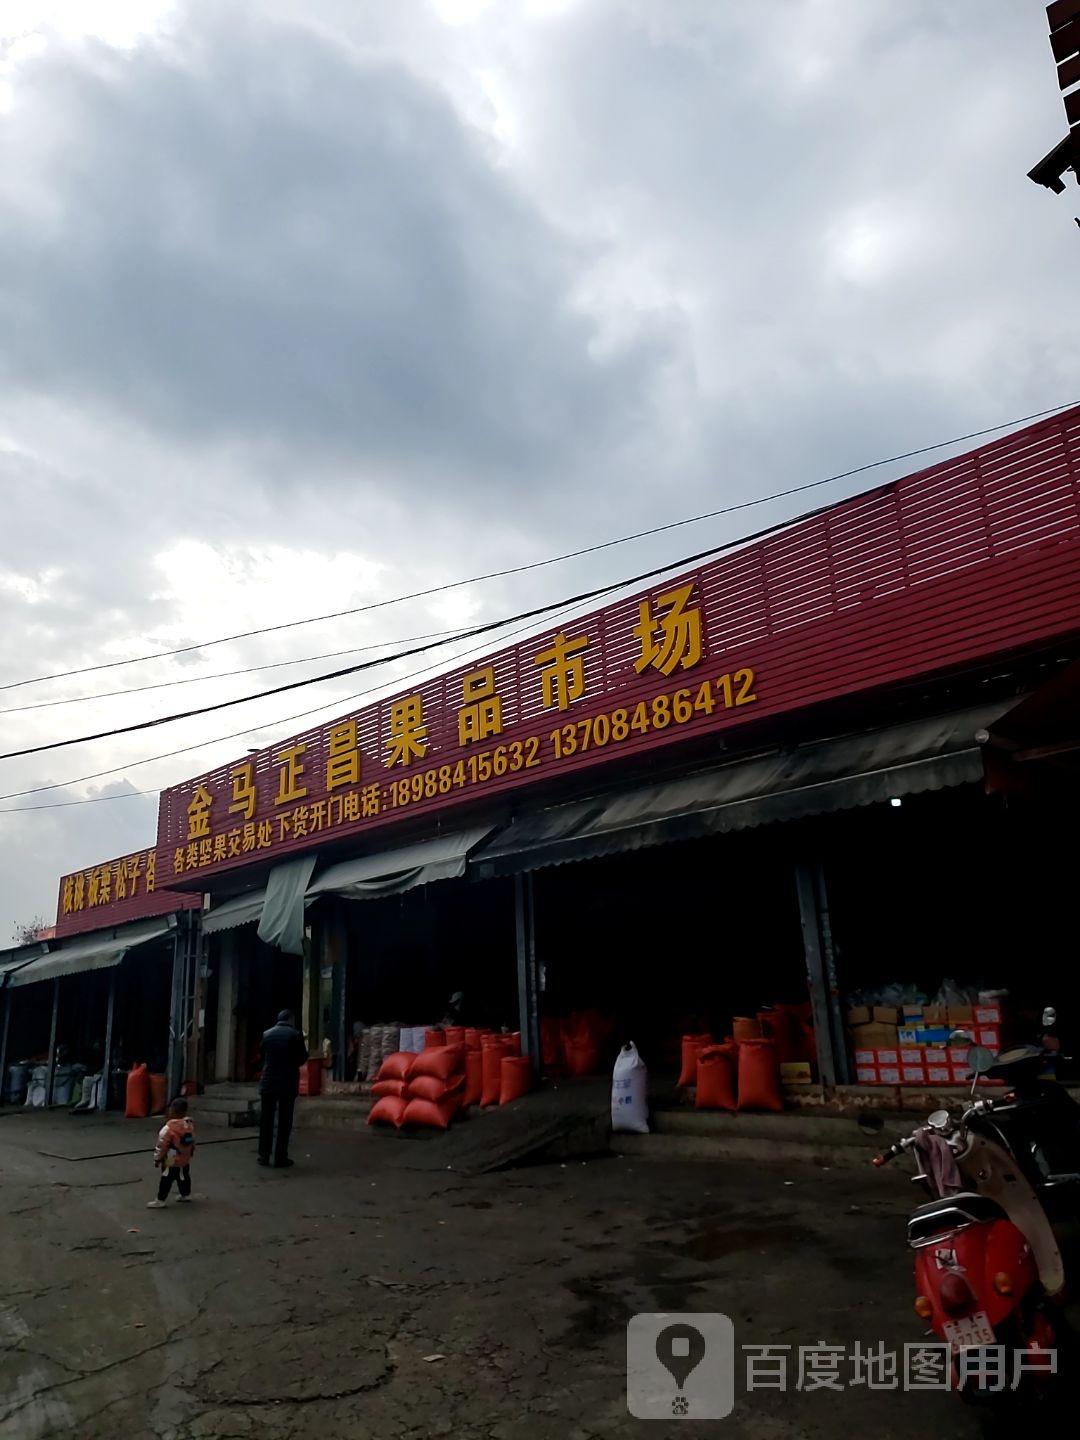 金马正昌果品市场
各类坚果交易处 下货开门电话:18988415632 13708486412
核桃 板栗 松子 各
百度地图用户